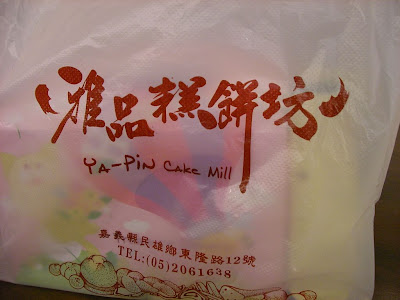 雅品糕餅坊
YA-PiN Cake Mill
嘉義縣民雄鄉東隆路12號
TEL:(05)2061638